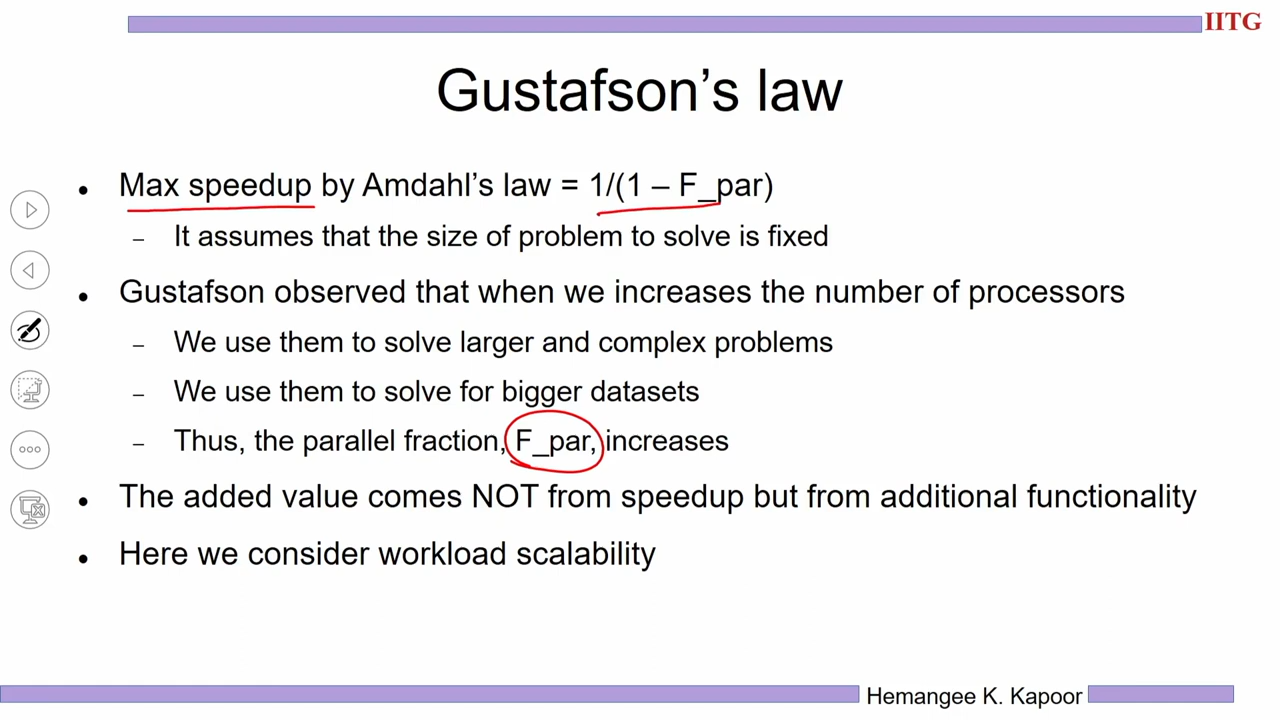 IITG
Gustafson’s law
• Max speedup by Amdahl’s law = 1/(1 – F_par)
– It assumes that the size of problem to solve is fixed
• Gustafson observed that when we increases the number of processors
– We use them to solve larger and complex problems
– We use them to solve for bigger datasets
– Thus, the parallel fraction, F_par, increases
• The added value comes NOT from speedup but from additional functionality
• Here we consider workload scalability
Hemangee K. Kapoor